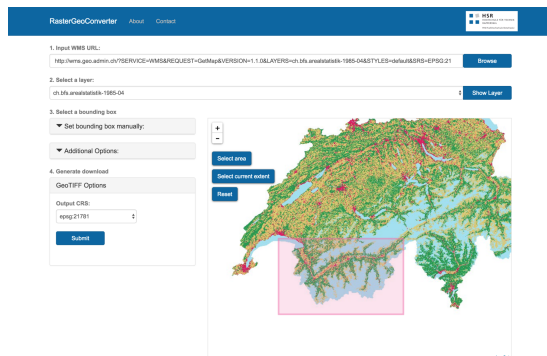 RasterGeoConverter About Contact
HSR
1. Input WMS URL:
http://wms.geo.admin.ch/?SERVICE=WMS&REQUEST=GetMap&VERSION=1.1.0&LAYERS=ch.bfs.arealstatistik-1985-04&STYLES=default&SRS=EPSG:21
Browse
2. Select a layer:
ch.bfs.arealstatistik-1985-04
Show Layer
3. Select a bounding box
Set bounding box manually:
Additional Options:
4. Generate download
GeoTIFF Options
Output CRS:
epsg:21781
Submit
+
-
Select area
Select current extent
Reset